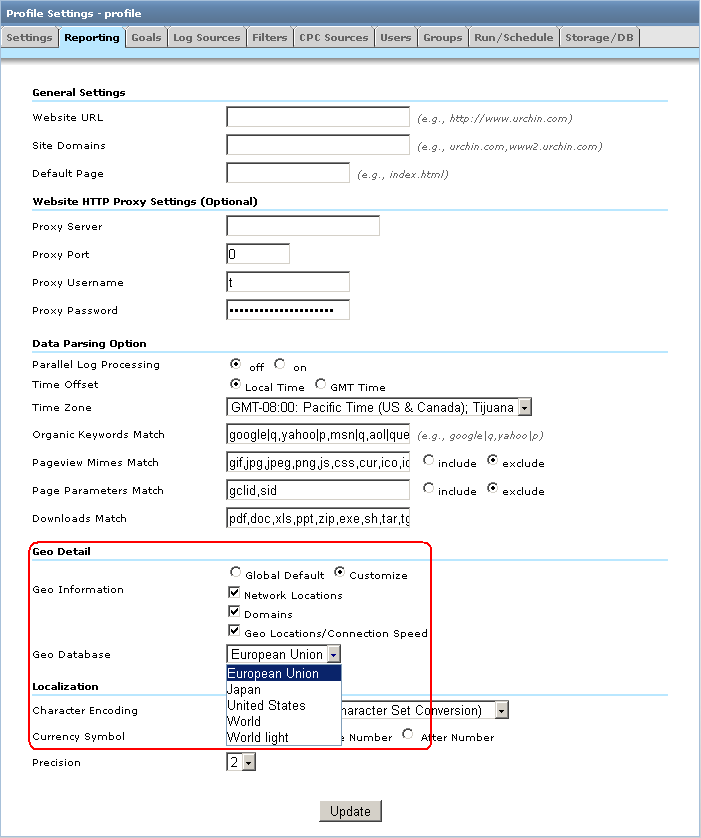 Profile Settings - profile
Settings Reporting Goals Log Sources Filters CPC Sources Users Groups Run/Schedule Storage/DB
General Settings
Website URL (e.g., http://www.urchin.com)
Site Domains (e.g., urchin.com,www2.urchin.com)
Default Page (e.g., index.html)
Website HTTP Proxy Settings (Optional)
Proxy Server
Proxy Port 0
Proxy Username t
Proxy Password •••••••••••••••••••••
Data Parsing Option
Parallel Log Processing off on
Time Offset Local Time GMT Time
Time Zone GMT-08:00: Pacific Time (US & Canada); Tijuana
Organic Keywords Match google|q,yahoo|p,msn|q,aol|que (e.g., google|q,yahoo|p)
Pageview Mimes Match gif,jpg,jpeg,png,js,css,cur,ico,ic include exclude
Page Parameters Match gclid,sid include exclude
Downloads Match pdf,doc,xls,ppt,zip,exe,sh,tar,tg
Geo Detail
Global Default Customize
Geo Information
Network Locations
Domains
Geo Locations/Connection Speed
Geo Database European Union
European Union
Japan
Localization
United States
Character Encoding haracter Set Conversion)
World
Currency Symbol e Number After Number
World light
Precision 2
Update